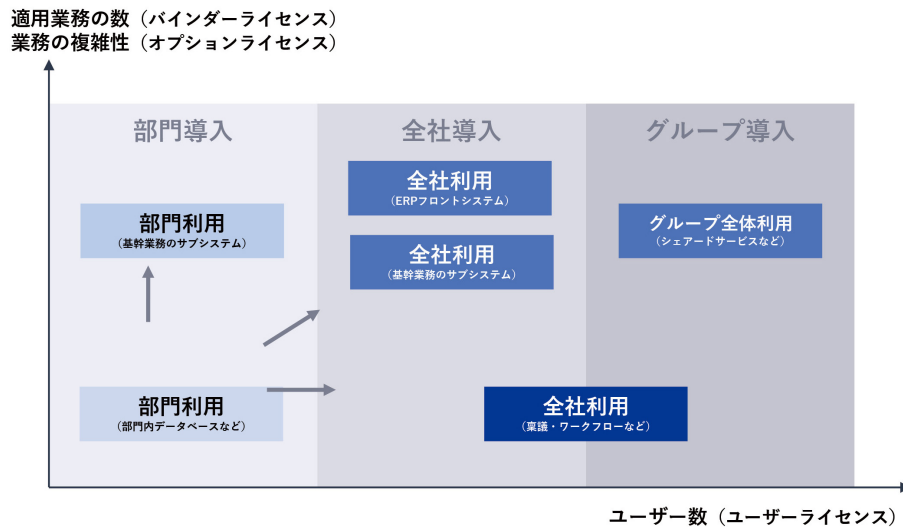 適用業務の数（バインダーライセンス）
業務の複雑性（オプションライセンス）
部門導入
全社導入
グループ導入
全社利用
（ERPフロントシステム）
部門利用
（基幹業務のサブシステム）
グループ全体利用
（シェアードサービスなど）
全社利用
（基幹業務のサブシステム）
部門利用
（部門内データベースなど）
全社利用
（稟議・ワークフローなど）
ユーザー数（ユーザーライセンス）